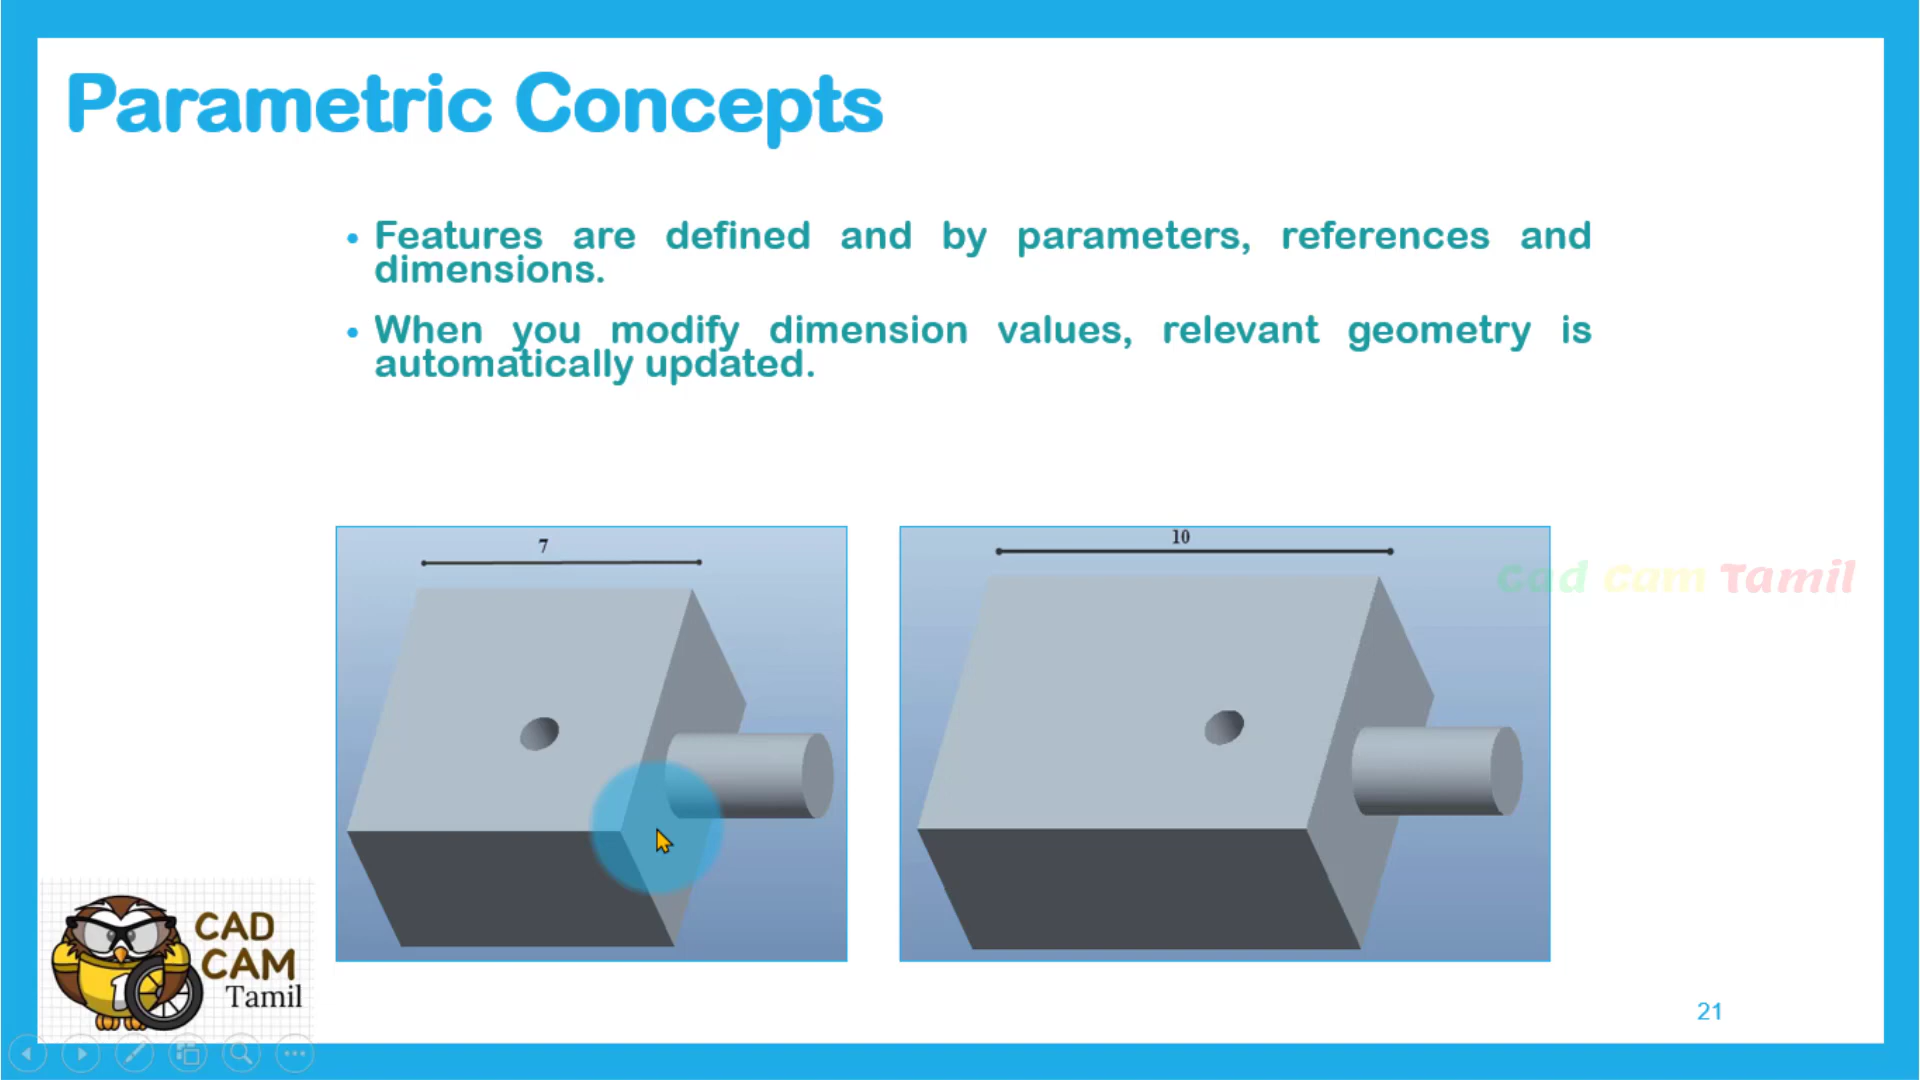 Parametric Concepts
• Features are defined and by parameters, references and
dimensions.
• When you modify dimension values, relevant geometry is
automatically updated.
7
10
Cad Cam Tamil
CAD
CAM
Tamil
1
21